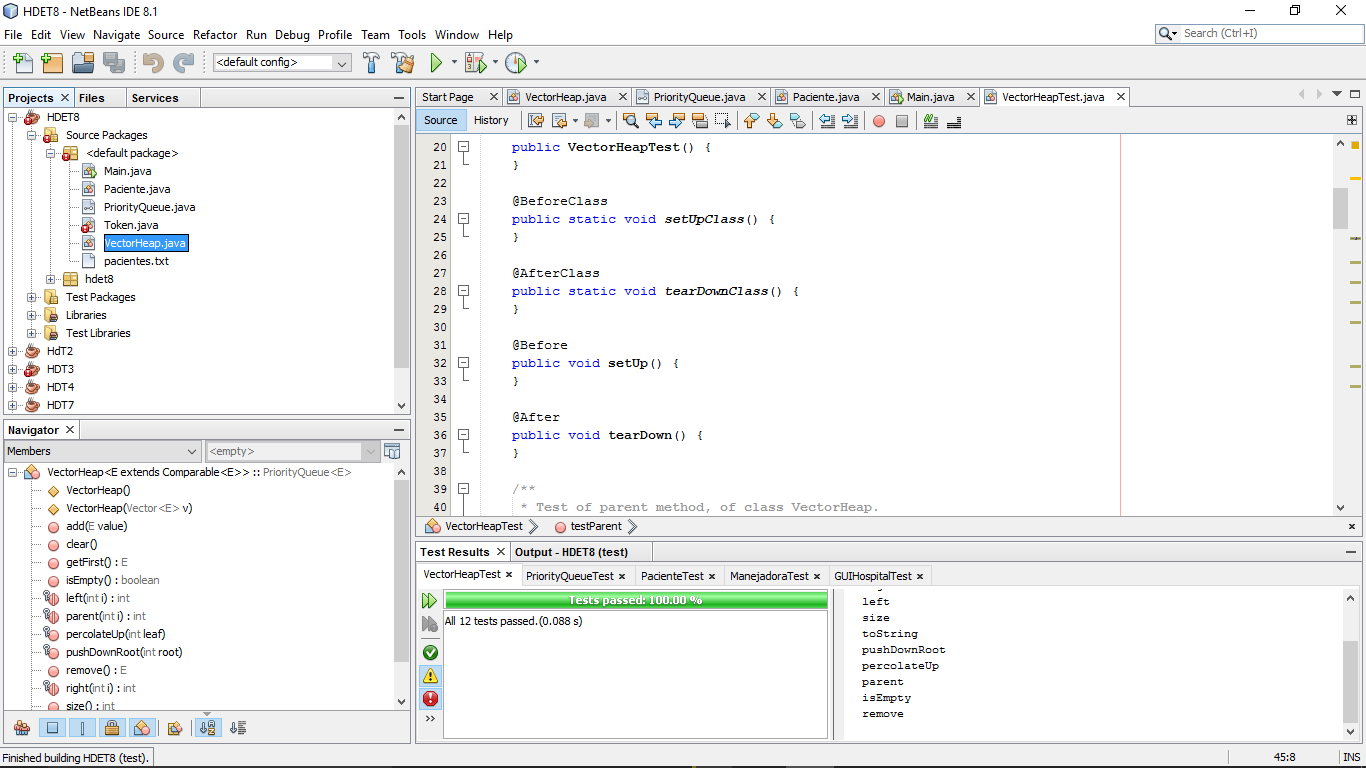 HDET8 - NetBeans IDE 8.1
File Edit View Navigate Source Refactor Run Debug Profile Team Tools Window Help
Search (Ctrl+I)
<default config>
Projects Files Services
HDET8
Source Packages
<default package>
Main.java
Paciente.java
PriorityQueue.java
Token.java
VectorHeap.java
pacientes.txt
hdet8
Test Packages
Libraries
Test Libraries
HdT2
HDT3
HDT4
HDT7
Navigator
Members
<empty>
VectorHeap<E extends Comparable<E>> :: PriorityQueue<E>
VectorHeap()
VectorHeap(Vector<E> v)
add(E value)
clear()
getFirst() : E
isEmpty() : boolean
left(int i) : int
parent(int i) : int
percolateUp(int leaf)
pushDownRoot(int root)
remove() : E
right(int i) : int
size() : int
Start Page VectorHeap.java PriorityQueue.java Paciente.java Main.java VectorHeapTest.java
Source History
20 public VectorHeapTest() {
21 }
22
23 @BeforeClass
24 public static void setUpClass() {
25 }
26
27 @AfterClass
28 public static void tearDownClass() {
29 }
30
31 @Before
32 public void setUp() {
33 }
34
35 @After
36 public void tearDown() {
37 }
38
39 /**
40 * Test of parent method, of class VectorHeap.
VectorHeapTest testParent
Test Results Output - HDET8 (test)
VectorHeapTest PriorityQueueTest PacienteTest ManejadoraTest GUIHospitalTest
Tests passed: 100.00 %
All 12 tests passed.(0.088 s)
left
size
toString
pushDownRoot
percolateUp
parent
isEmpty
remove
Finished building HDET8 (test).
45:8 INS